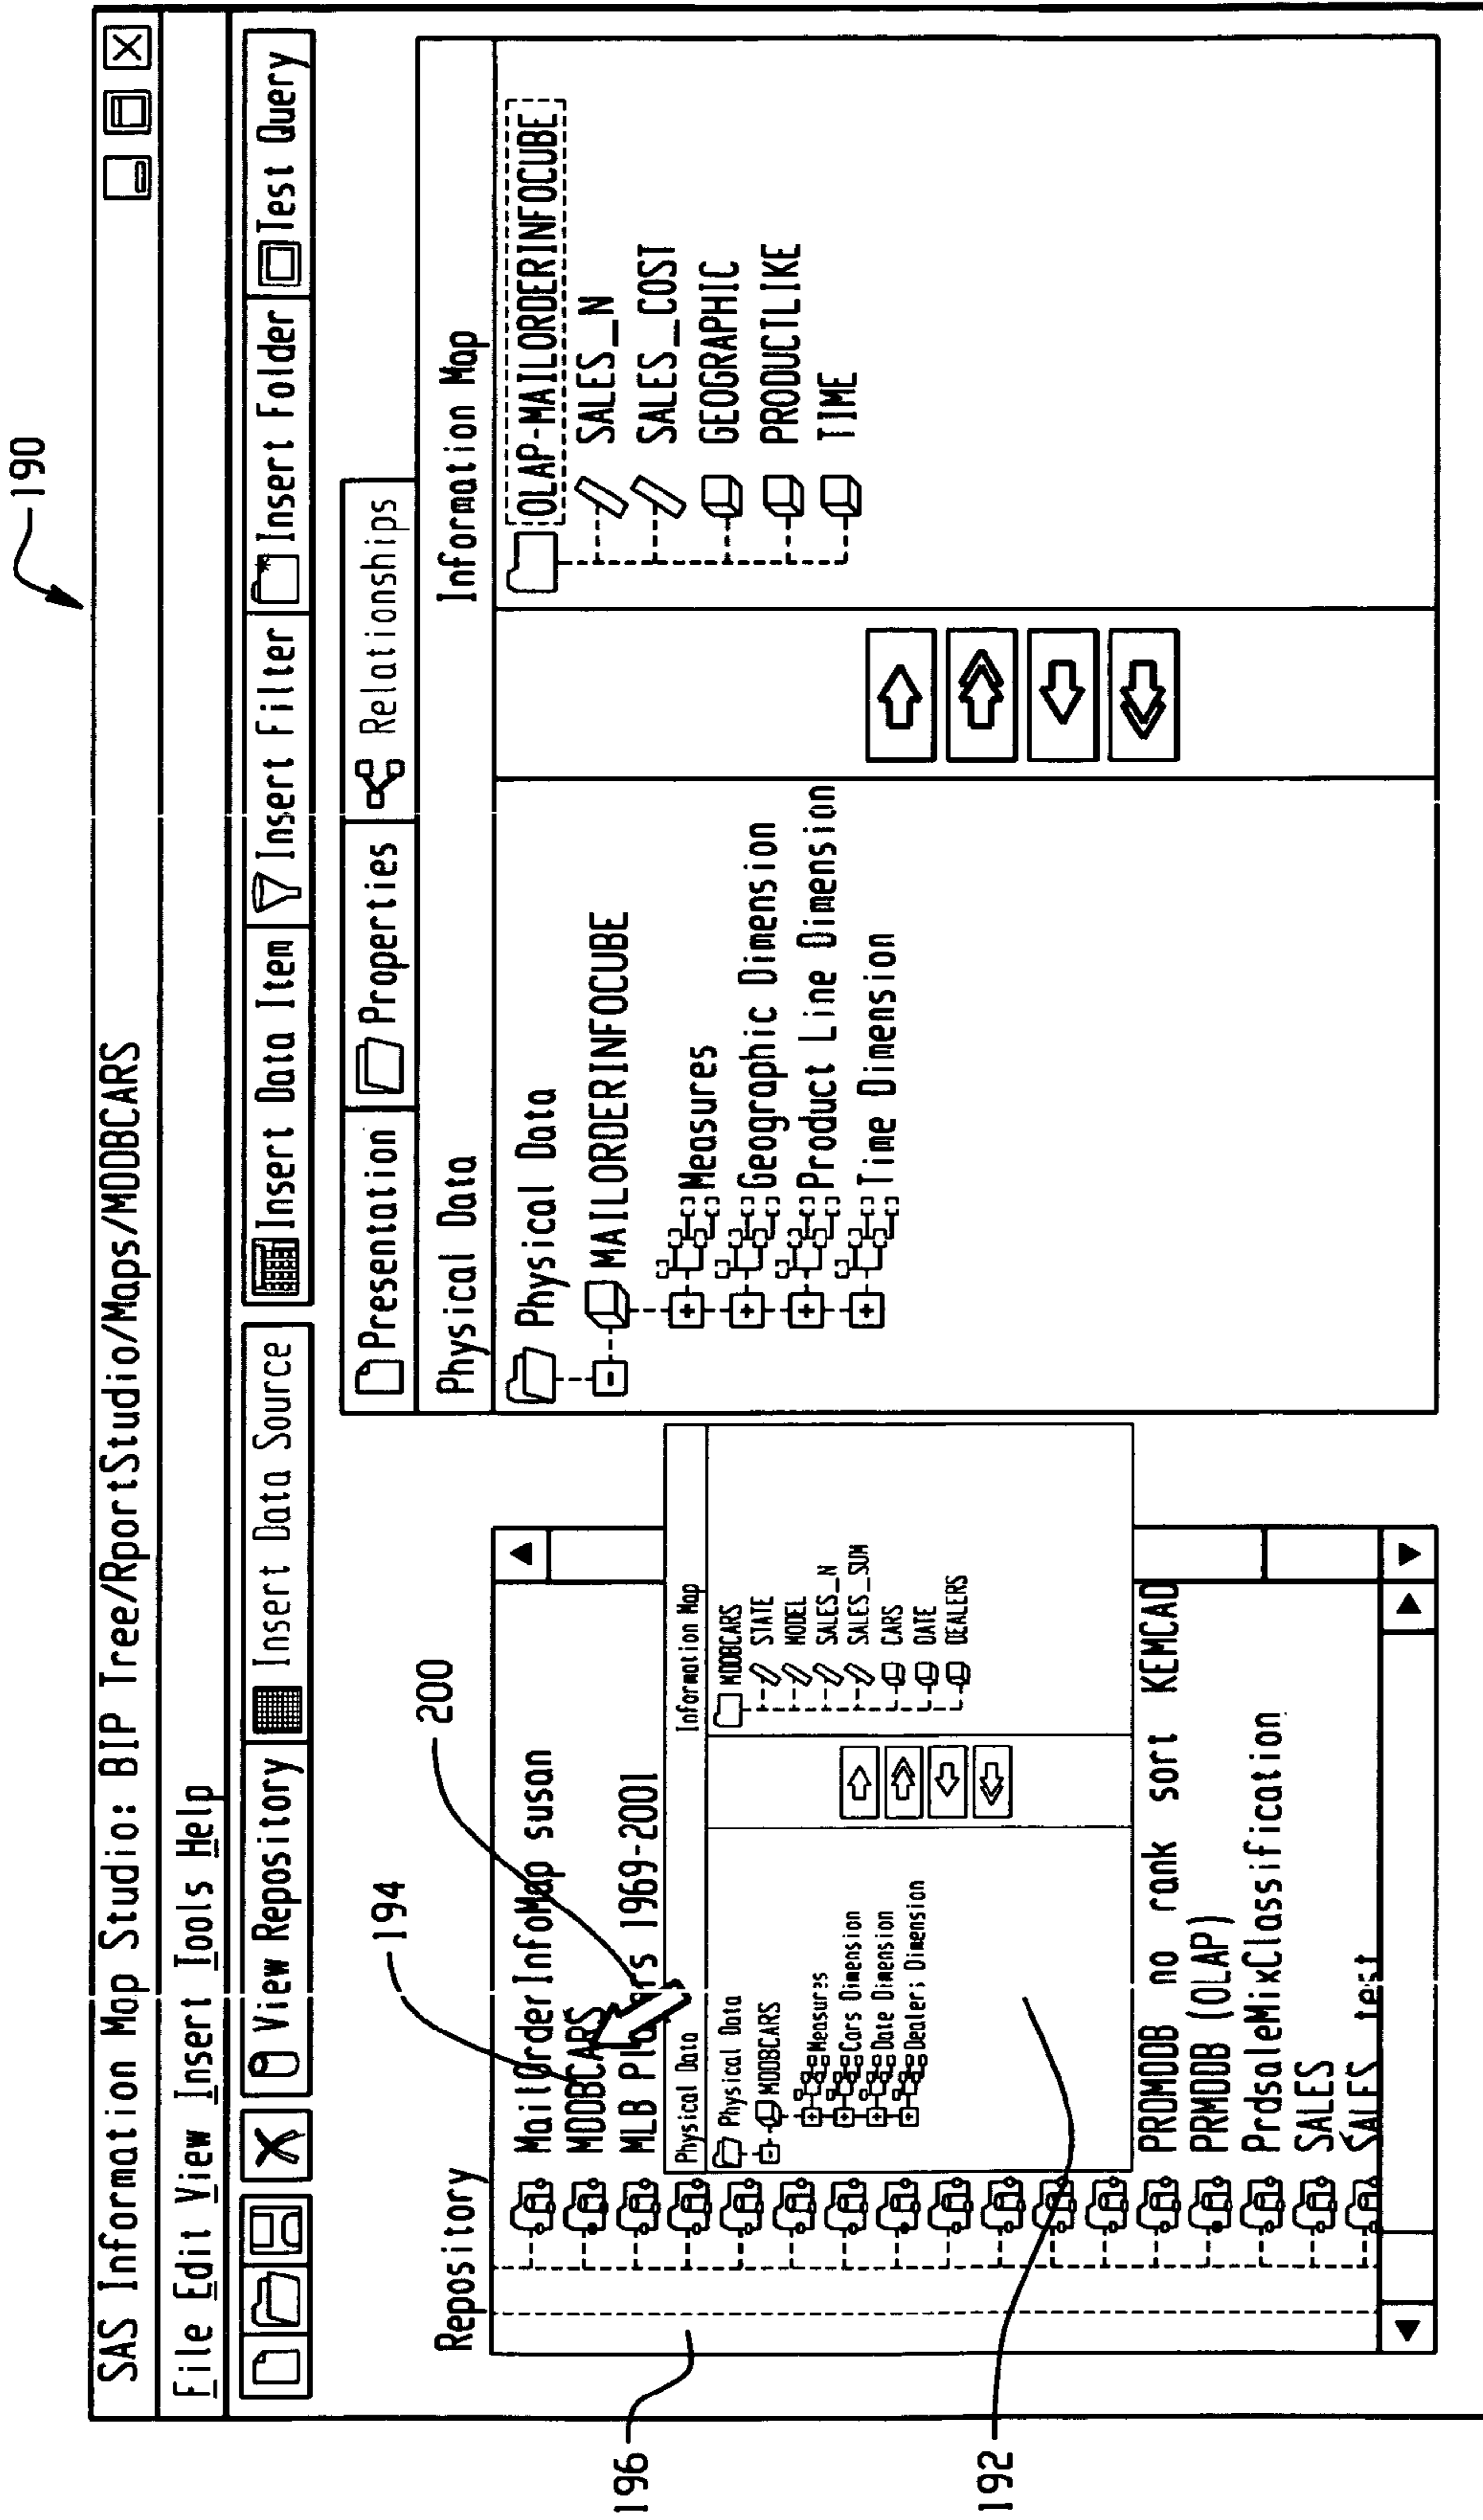 190
SAS Information Map Studio: BIP Tree/RportStudio/Maps/MDDBCARS
File Edit View Insert Tools Help
View Repository Insert Data Source Insert Data Item Insert Filter Insert Folder Test Query
194
200
Repository
MailOrderInfoMap susan
MDDBCARS
1969-2001
Physical Data Information Map
Physical Data
MDDBCARS
Measures
Cars Dimension
Date Dimension
Dealer; Dimension
MDDBCARS
STATE
MODEL
SALES_N
SALES_SUM
CARS
DATE
DEALERS
PRDMDDB no rank sort KEMCAD
PRMDDB (OLAP)
PrdsaleMixClassification
SALES
SALES test
Presentation Properties Relationships
Physical Data Information Map
Physical Data
MAILORDERINFOCUBE
Measures
Geographic Dimension
Product Line Dimension
Time Dimension
OLAP-MAILORDERINFOCUBE
SALES_N
SALES_COST
GEOGRAPHIC
PRODUCTLIKE
TIME
196
192